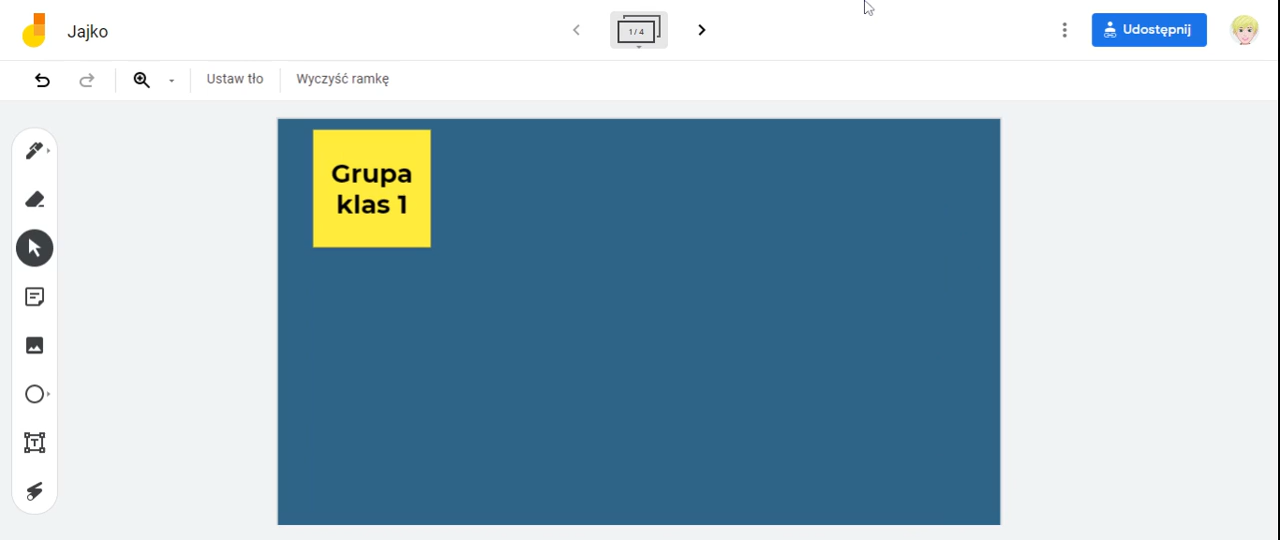 Jajko
1 / 4
Udostępnij
Ustaw tło
Wyczyść ramkę
Grupa
klas 1
T